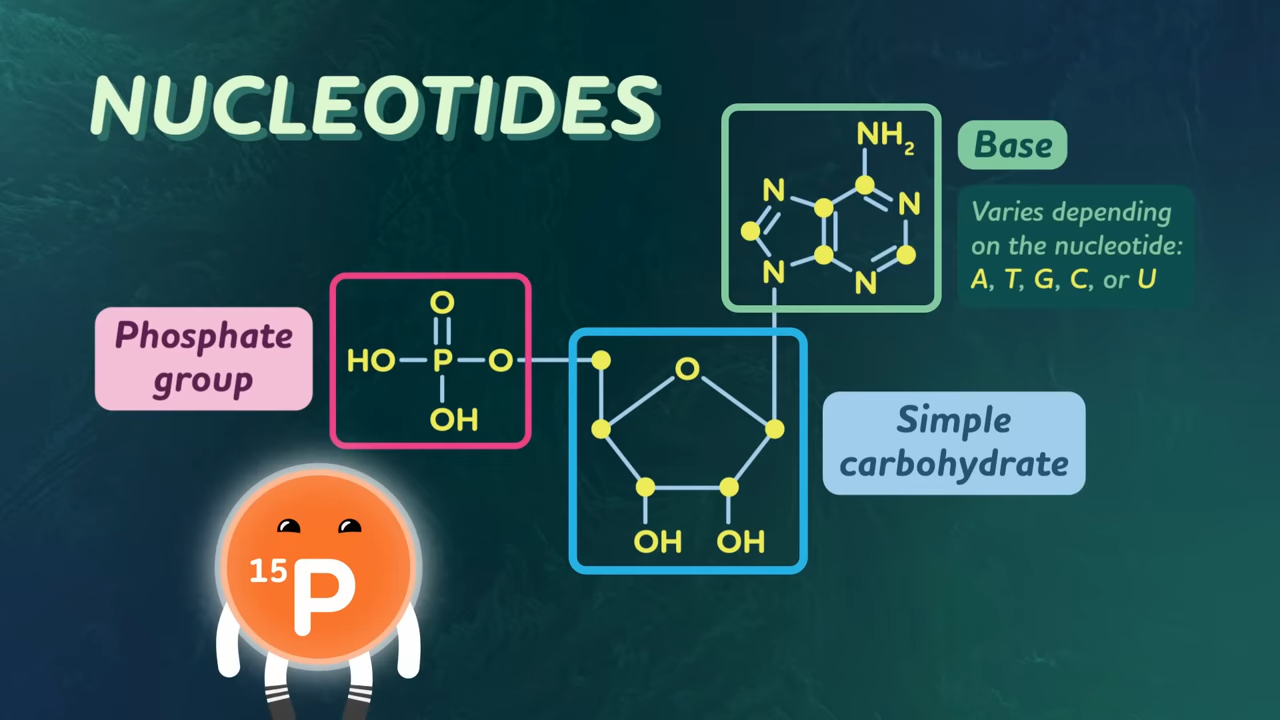 NUCLEOTIDES
NH₂
N
N
N
N
Base
Varies depending
on the nucleotide:
A, T, G, C, or U
Phosphate
group
O
HO P O
OH
O
OH OH
Simple
carbohydrate
¹⁵P